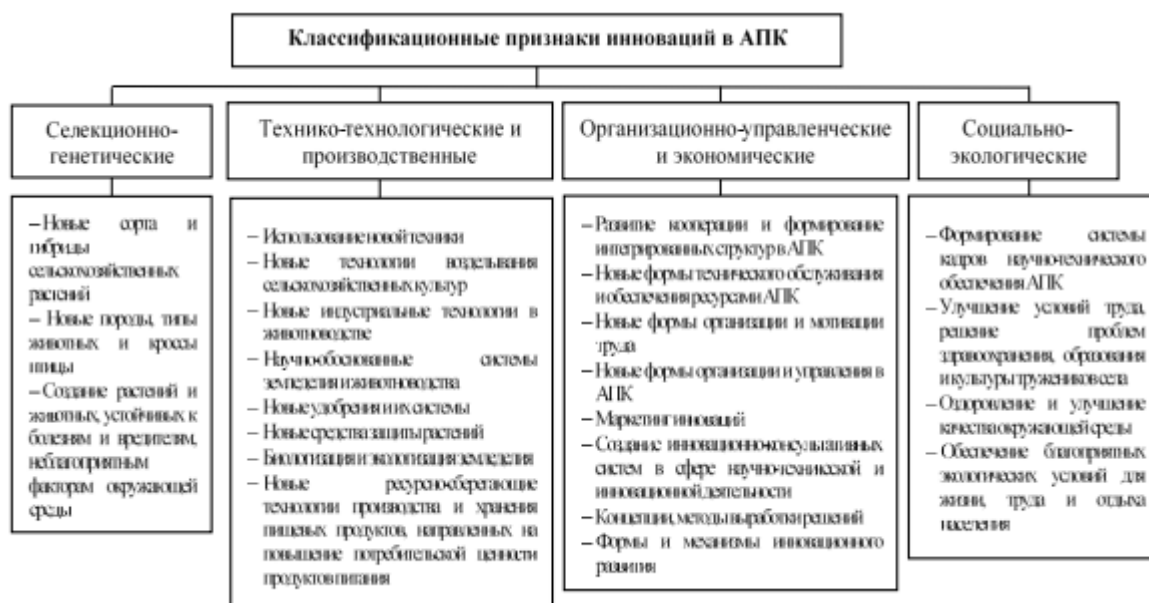 Классификационные признаки инноваций в АПК
Селекционно-
генетические
– Новые сорта и
гибриды
сельскохозяйственных
растений
– Новые породы, типы
животных и кроссы
птицы
– Создание растений и
животных, устойчивых к
болезням и вредителям,
неблагоприятным
факторам окружающей
среды
Технико-технологические и
производственные
– Использование новой техники
– Новые технологии возделывания
сельскохозяйственных культур
– Новые индустриальные технологии в
животноводстве
– Научно-обоснованные системы
земледелия и животноводства
– Новые удобрения и их системы
– Новые средства защиты растений
– Биологизация и экологизация земледелия
– Новые ресурсо-сберегающие
технологии производства и хранения
пищевых продуктов, направленных на
повышение потребительской ценности
продуктов питания
Организационно-управленческие
и экономические
– Развитие кооперации и формирование
интегрированных структур в АПК
– Новые формы технического обслуживания
и обеспечения ресурсами АПК
– Новые формы организации и мотивации
труда
– Новые формы организации и управления в
АПК
– Маркетинг инноваций
– Создание инновационно-консультативных
систем в сфере научно-технической и
инновационной деятельности
– Концепции, методы выработки решений
– Формы и механизмы инновационного
развития
Социально-
экологические
– Формирование системы
кадров научно-технического
обеспечения АПК
– Улучшение условий труда,
решение проблем
здравоохранения, образования
и культуры тружеников села
– Оздоровление и улучшение
качества окружающей среды
– Обеспечение благоприятных
экологических условий для
жизни, труда и отдыха
населения